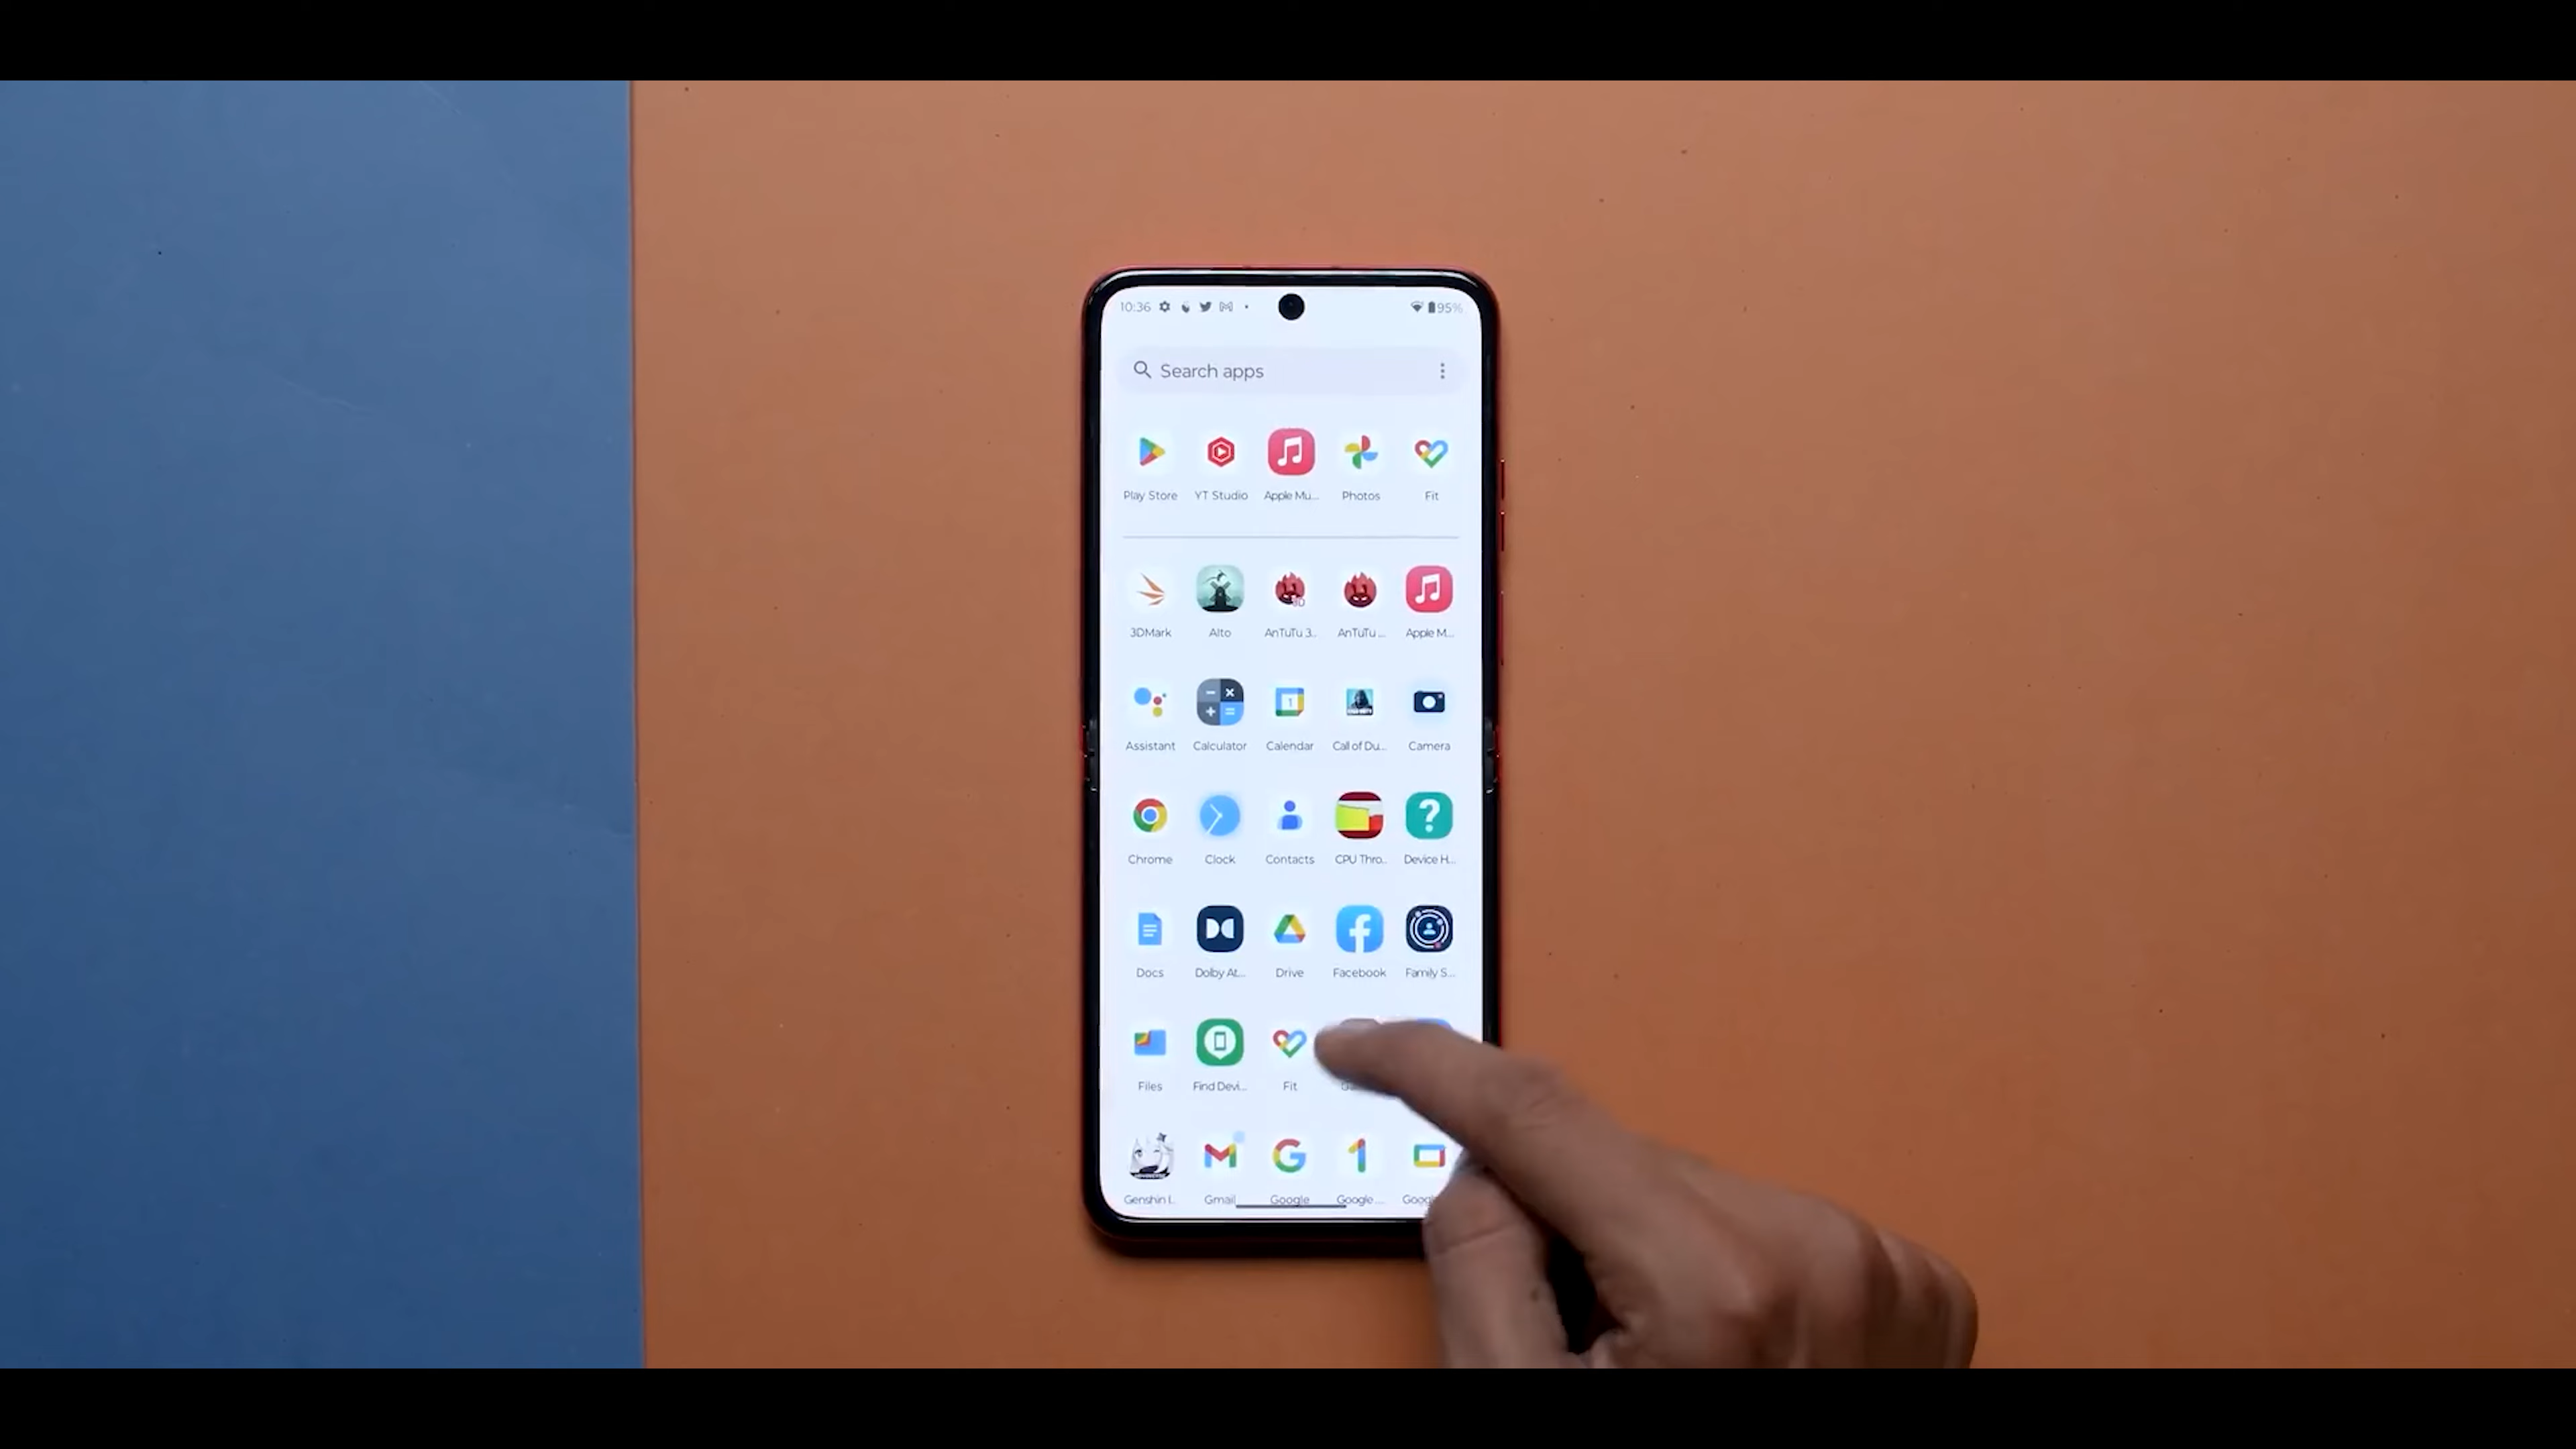 10:36 95%
Search apps
Play Store YT Studio Apple Mu... Photos Fit
3DMark Alto AnTuTu 3.. AnTuTu ... Apple M...
Assistant Calculator Calendar Call of Du... Camera
Chrome Clock Contacts CPU Thro.. Device H...
Docs Dolby At... Drive Facebook Family S...
Files Find Devi... Fit
Genshin I.. Gmail Google Google ...